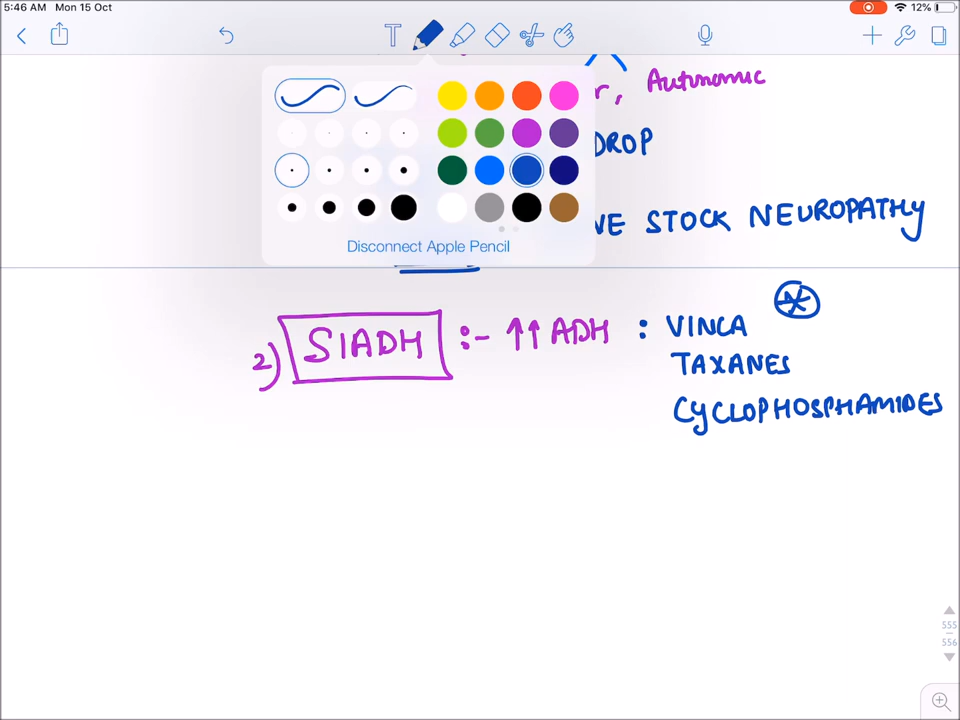 5:46 AM Mon 15 Oct
12%
T
r, Autonomic
DROP
VE STOCK NEUROPATHY
Disconnect Apple Pencil
2) SIADH :- ↑↑ ADH : VINCA
TAXANES
CYCLOPHOSPHAMIDES
555
556